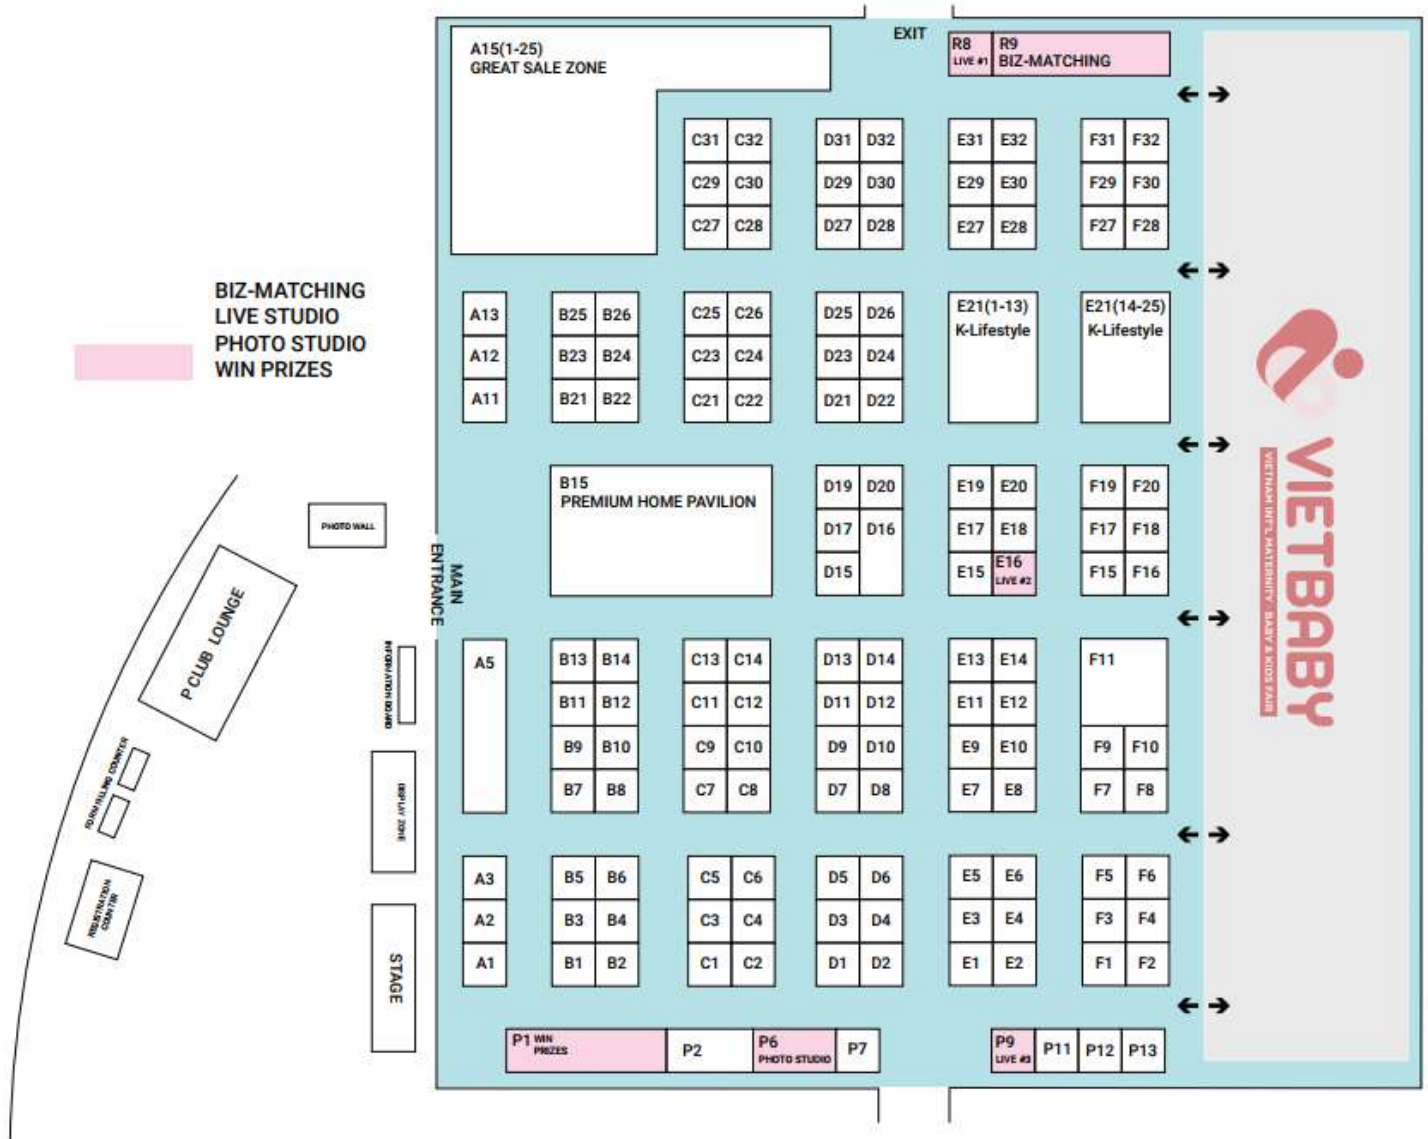 A15(1-25)
GREAT SALE ZONE
EXIT
R8
LIVE #1
R9
BIZ-MATCHING
C31 C32
D31 D32
E31 E32
F31 F32
C29 C30
D29 D30
E29 E30
F29 F30
C27 C28
D27 D28
E27 E28
F27 F28
BIZ-MATCHING
LIVE STUDIO
PHOTO STUDIO
WIN PRIZES
A13
B25 B26
C25 C26
D25 D26
E21(1-13)
K-Lifestyle
E21(14-25)
K-Lifestyle
A12
B23 B24
C23 C24
D23 D24
A11
B21 B22
C21 C22
D21 D22
VIETBABY
VIETNAM INT'L MATERNITY - BABY & KIDS FAIR
PHOTO WALL
MAIN
ENTRANCE
B15
PREMIUM HOME PAVILION
D19 D20
E19 E20
F19 F20
D17 D16
E17 E18
F17 F18
D15
E15
E16
LIVE #2
F15 F16
P CLUB LOUNGE
INFORMATION BOARD
A5
B13 B14
C13 C14
D13 D14
E13 E14
F11
B11 B12
C11 C12
D11 D12
E11 E12
B9 B10
C9 C10
D9 D10
E9 E10
F9 F10
B7 B8
C7 C8
D7 D8
E7 E8
F7 F8
FORM FILLING COUNTER
DISPLAY ZONE
REGISTRATION
COUNTER
STAGE
A3
B5 B6
C5 C6
D5 D6
E5 E6
F5 F6
A2
B3 B4
C3 C4
D3 D4
E3 E4
F3 F4
A1
B1 B2
C1 C2
D1 D2
E1 E2
F1 F2
P1 WIN
PRIZES
P2
P6
PHOTO STUDIO
P7
P9
LIVE #3
P11
P12
P13